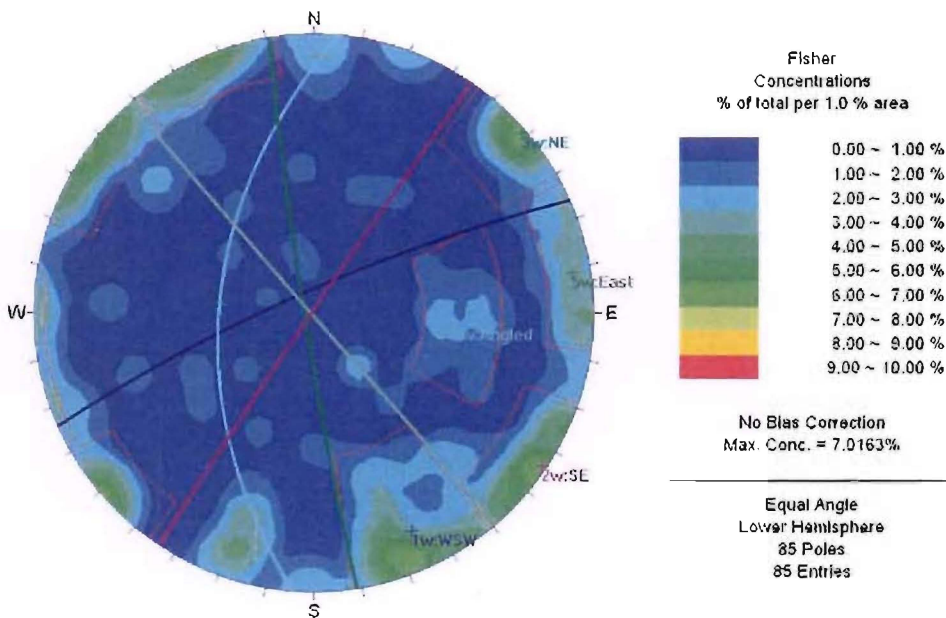 N
Fisher
Concentrations
% of total per 1.0 % area
0.00 ~ 1.00 %
1.00 ~ 2.00 %
2.00 ~ 3.00 %
3.00 ~ 4.00 %
4.00 ~ 5.00 %
5.00 ~ 6.00 %
6.00 ~ 7.00 %
7.00 ~ 8.00 %
8.00 ~ 9.00 %
9.00 ~ 10.00 %
5w:East
W
E
No Bias Correction
Max. Conc. = 7.0163%
2w:SE
Equal Angle
Lower Hemisphere
85 Poles
85 Entries
1w:WSW
S